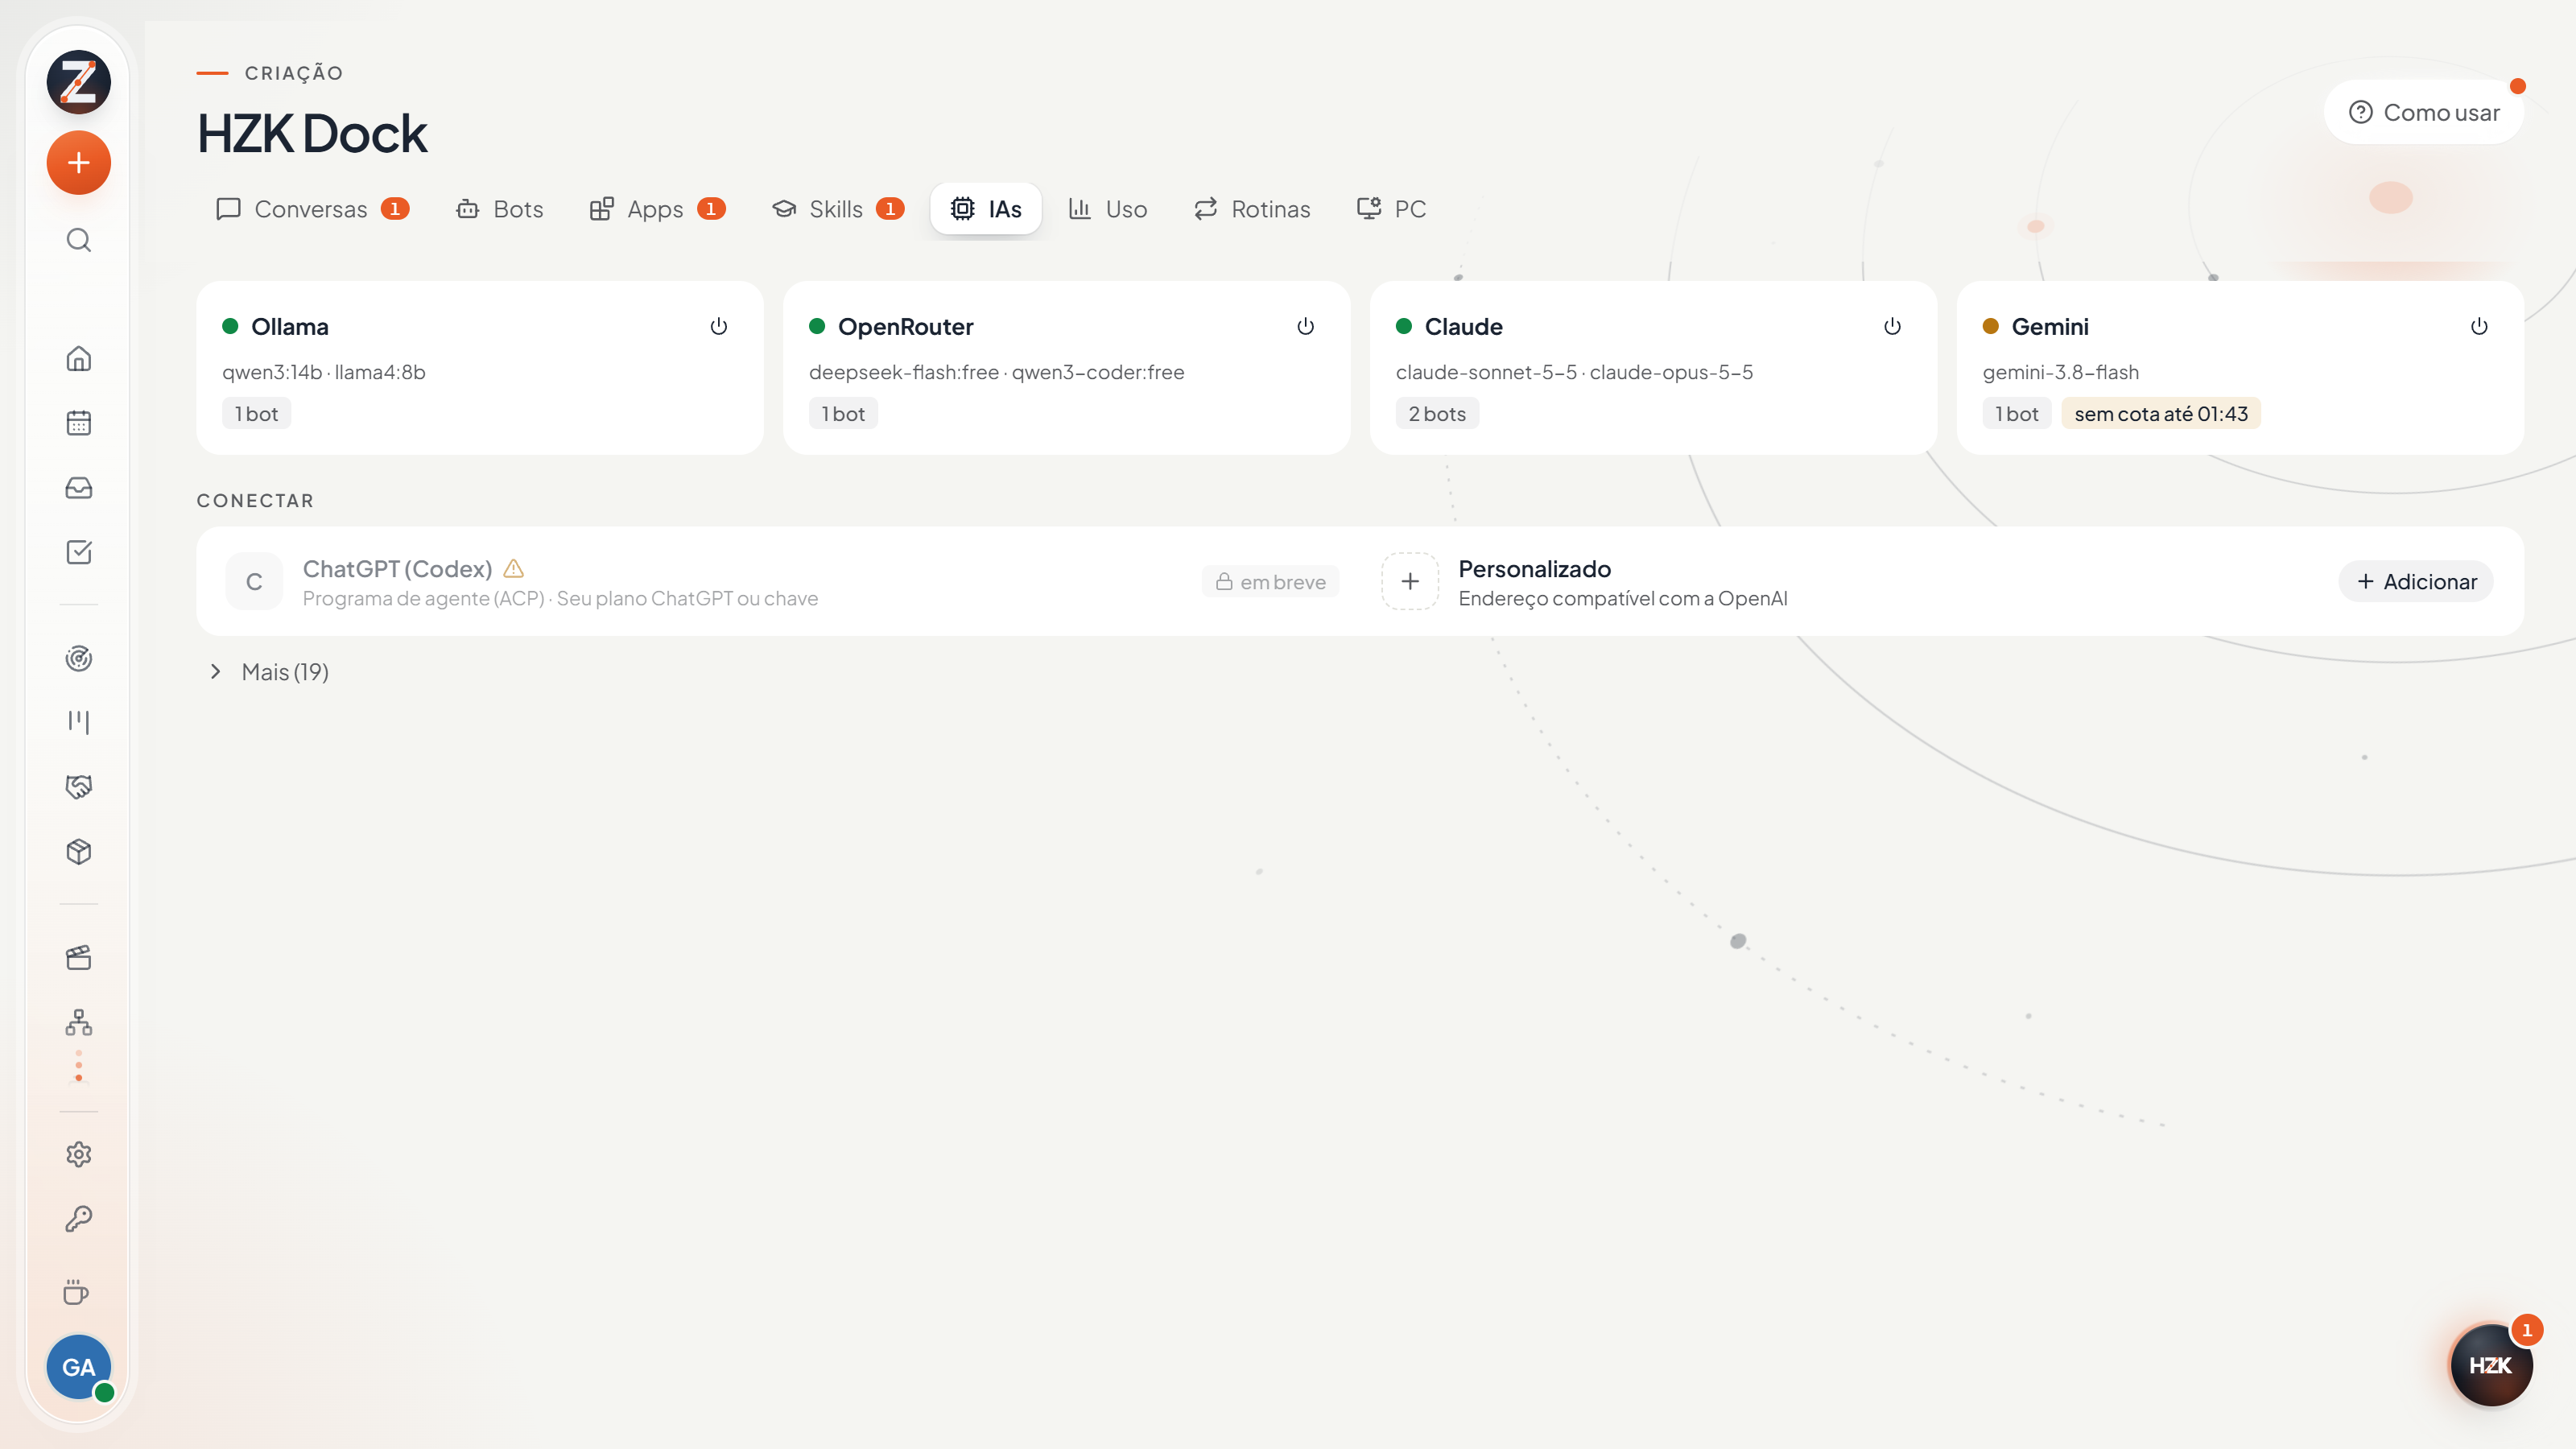 CRIAÇÃO
HZK Dock
Como usar
Conversas 1 Bots Apps 1 Skills 1 IAs Uso Rotinas PC
Ollama
qwen3:14b · llama4:8b
1 bot
OpenRouter
deepseek-flash:free · qwen3-coder:free
1 bot
Claude
claude-sonnet-5-5 · claude-opus-5-5
2 bots
Gemini
gemini-3.8-flash
1 bot sem cota até 01:43
CONECTAR
C
ChatGPT (Codex)
Programa de agente (ACP) · Seu plano ChatGPT ou chave
em breve
Personalizado
Endereço compatível com a OpenAI
Adicionar
Mais (19)
Z
GA
HZK
1